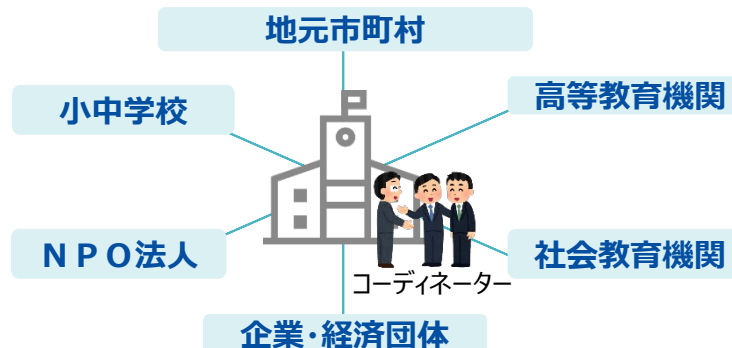 地元市町村
小中学校
高等教育機関
NPO法人
社会教育機関
コーディネーター
企業・経済団体